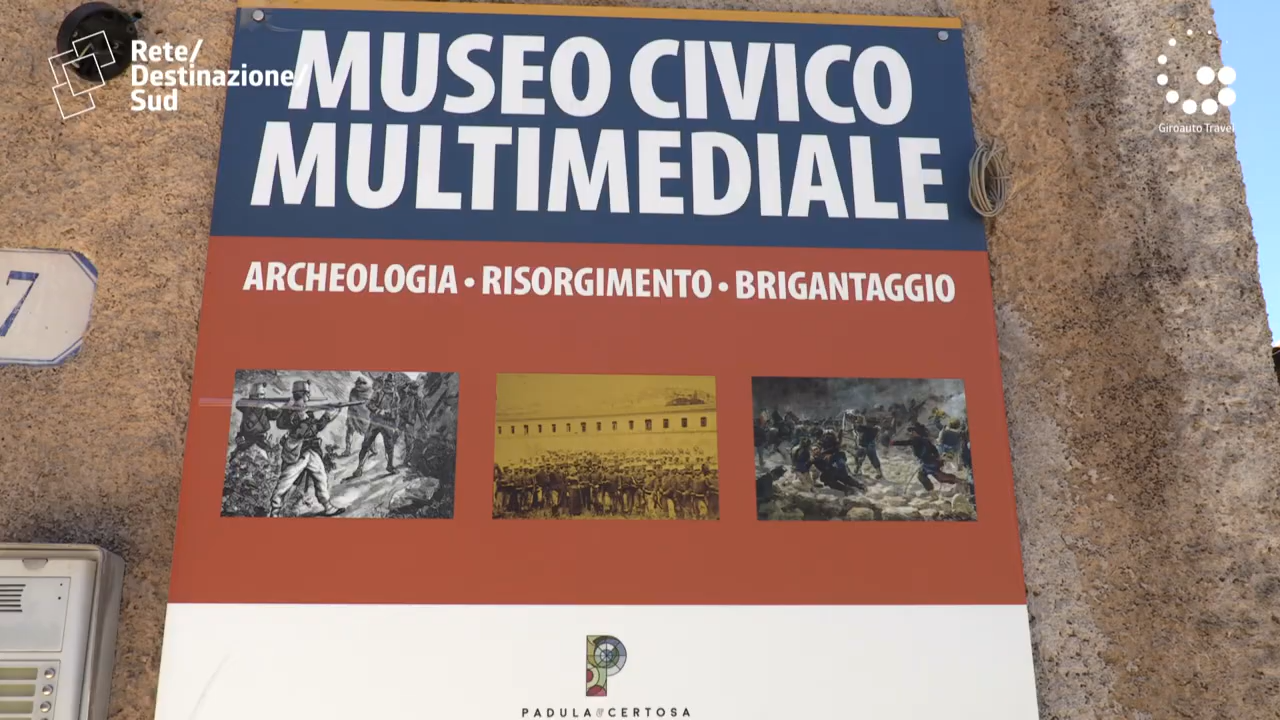 Rete/
Destinazione/
Sud
Giroauto Travel
MUSEO CIVICO
MULTIMEDIALE
ARCHEOLOGIA • RISORGIMENTO • BRIGANTAGGIO
7
PADULA & CERTOSA